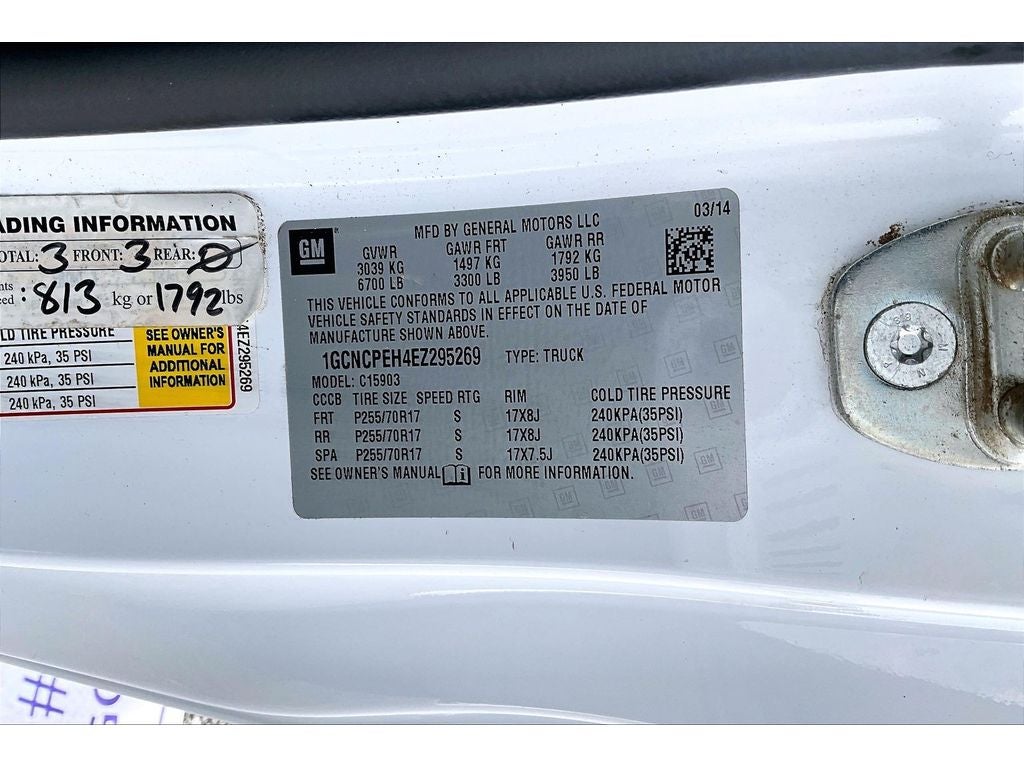 ADING INFORMATION
OTAL: 3 FRONT: 3 REAR: 0
: 813 kg or 1792 lbs
LD TIRE PRESSURE
240 kPa, 35 PSI
240 kPa, 35 PSI
240 kPa, 35 PSI
SEE OWNER'S
MANUAL FOR
ADDITIONAL
INFORMATION
4EZ295269
GM
MFD BY GENERAL MOTORS LLC
03/14
GVWR GAWR FRT GAWR RR
3039 KG 1497 KG 1792 KG
6700 LB 3300 LB 3950 LB
THIS VEHICLE CONFORMS TO ALL APPLICABLE U.S. FEDERAL MOTOR
VEHICLE SAFETY STANDARDS IN EFFECT ON THE DATE OF
MANUFACTURE SHOWN ABOVE.
1GCNCPEH4EZ295269 TYPE: TRUCK
MODEL: C15903
CCCB TIRE SIZE SPEED RTG RIM COLD TIRE PRESSURE
FRT P255/70R17 S 17X8J 240KPA(35PSI)
RR P255/70R17 S 17X8J 240KPA(35PSI)
SPA P255/70R17 S 17X7.5J 240KPA(35PSI)
SEE OWNER'S MANUAL FOR MORE INFORMATION.
#